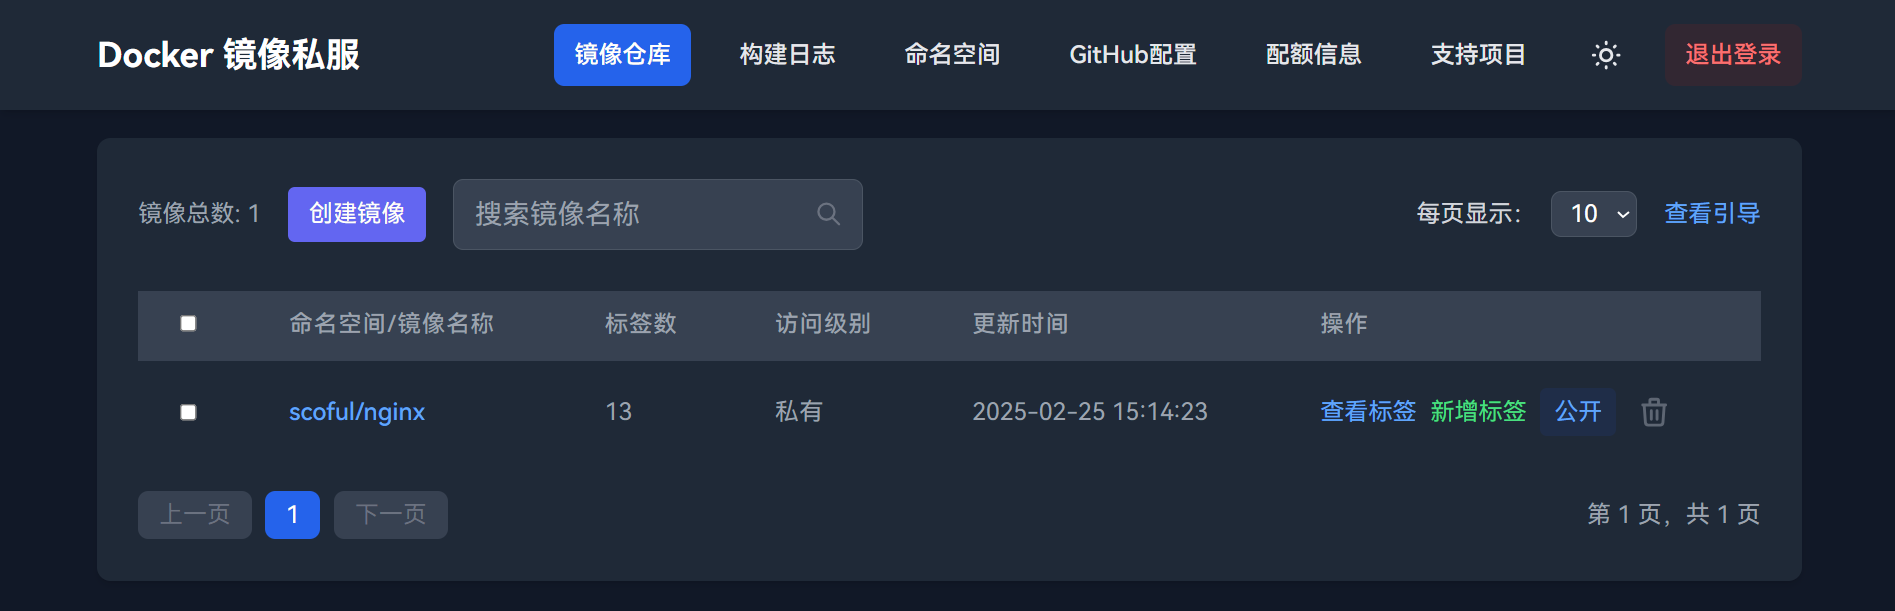 Docker 镜像私服 镜像仓库 构建日志 命名空间 GitHub配置 配额信息 支持项目 退出登录
镜像总数: 1 创建镜像 搜索镜像名称 每页显示： 10 查看引导
命名空间/镜像名称 标签数 访问级别 更新时间 操作
scoful/nginx 13 私有 2025-02-25 15:14:23 查看标签 新增标签 公开
上一页 1 下一页 第 1 页，共 1 页